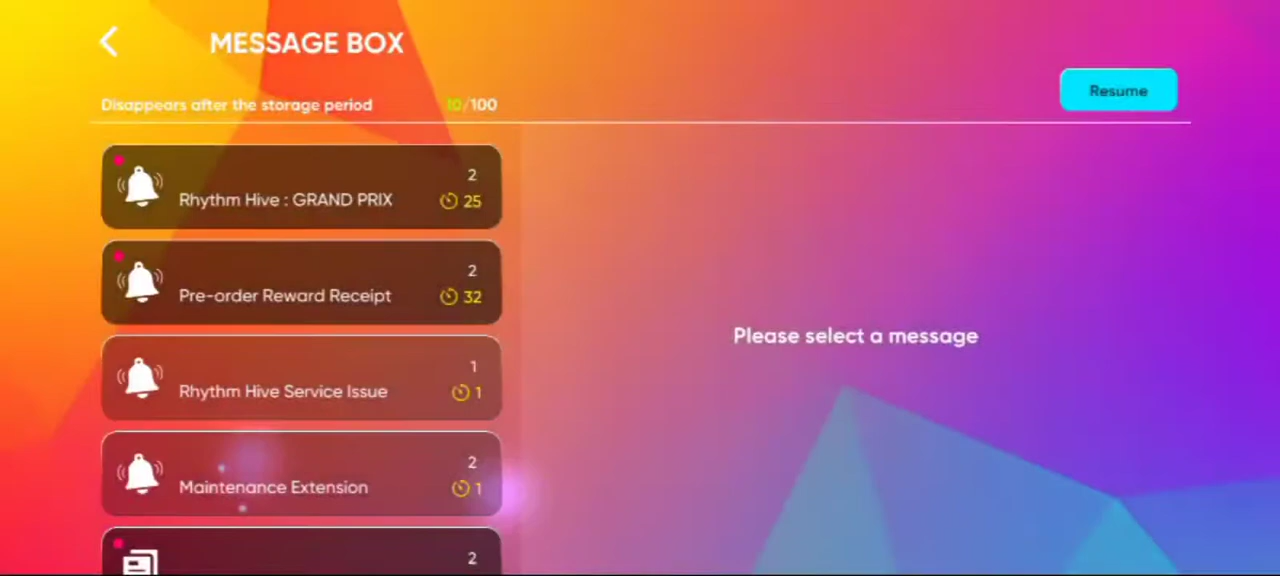 MESSAGE BOX
Disappears after the storage period 10/100
Resume
2
Rhythm Hive : GRAND PRIX 25
2
Pre-order Reward Receipt 32
Please select a message
1
Rhythm Hive Service Issue 1
2
Maintenance Extension 1
2